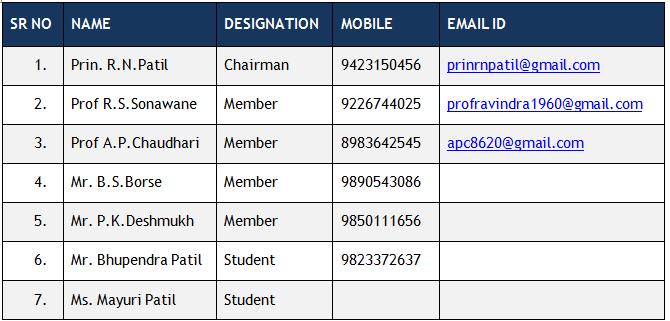 SR NO NAME DESIGNATION MOBILE EMAIL ID
1. Prin. R.N.Patil Chairman 9423150456 prinrnpatil@gmail.com
2. Prof R.S.Sonawane Member 9226744025 profravindra1960@gmail.com
3. Prof A.P.Chaudhari Member 8983642545 apc8620@gmail.com
4. Mr. B.S.Borse Member 9890543086
5. Mr. P.K.Deshmukh Member 9850111656
6. Mr. Bhupendra Patil Student 9823372637
7. Ms. Mayuri Patil Student